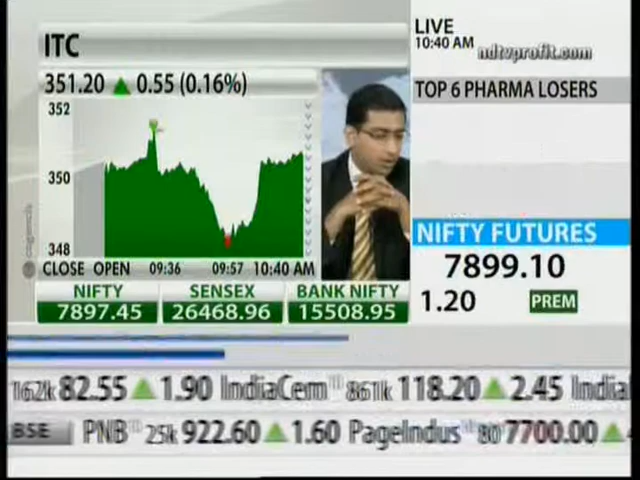 ITC
351.20 ▲ 0.55 (0.16%)
352
350
348
CLOSE OPEN 09:36 09:57 10:40 AM
NIFTY
7897.45
SENSEX
26468.96
BANK NIFTY
15508.95
LIVE
10:40 AM
ndtvprofit.com
TOP 6 PHARMA LOSERS
NIFTY FUTURES
7899.10
1.20 PREM
162k 82.55 ▲ 1.90 IndiaCem 861k 118.20 ▲ 2.45 India
BSE PNB 25k 922.60 ▲ 1.60 PageIndus 80 7700.00 ▲